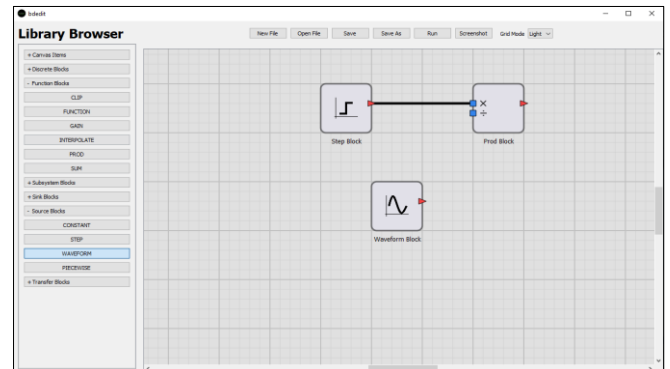 bdedit
Library Browser
New File Open File Save Save As Run Screenshot Grid Mode Light
+ Canvas Items
+ Discrete Blocks
- Function Blocks
CLIP
FUNCTION
GAIN
INTERPOLATE
PROD
SUM
+ Subsystem Blocks
+ Sink Blocks
- Source Blocks
CONSTANT
STEP
WAVEFORM
PIECEWISE
+ Transfer Blocks
×
÷
Step Block Prod Block
Waveform Block